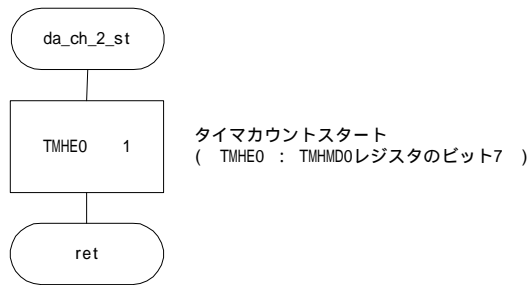 da_ch_2_st
TMHE0 1
タイマカウントスタート
( TMHE0 : TMHMD0レジスタのビット7 )
ret